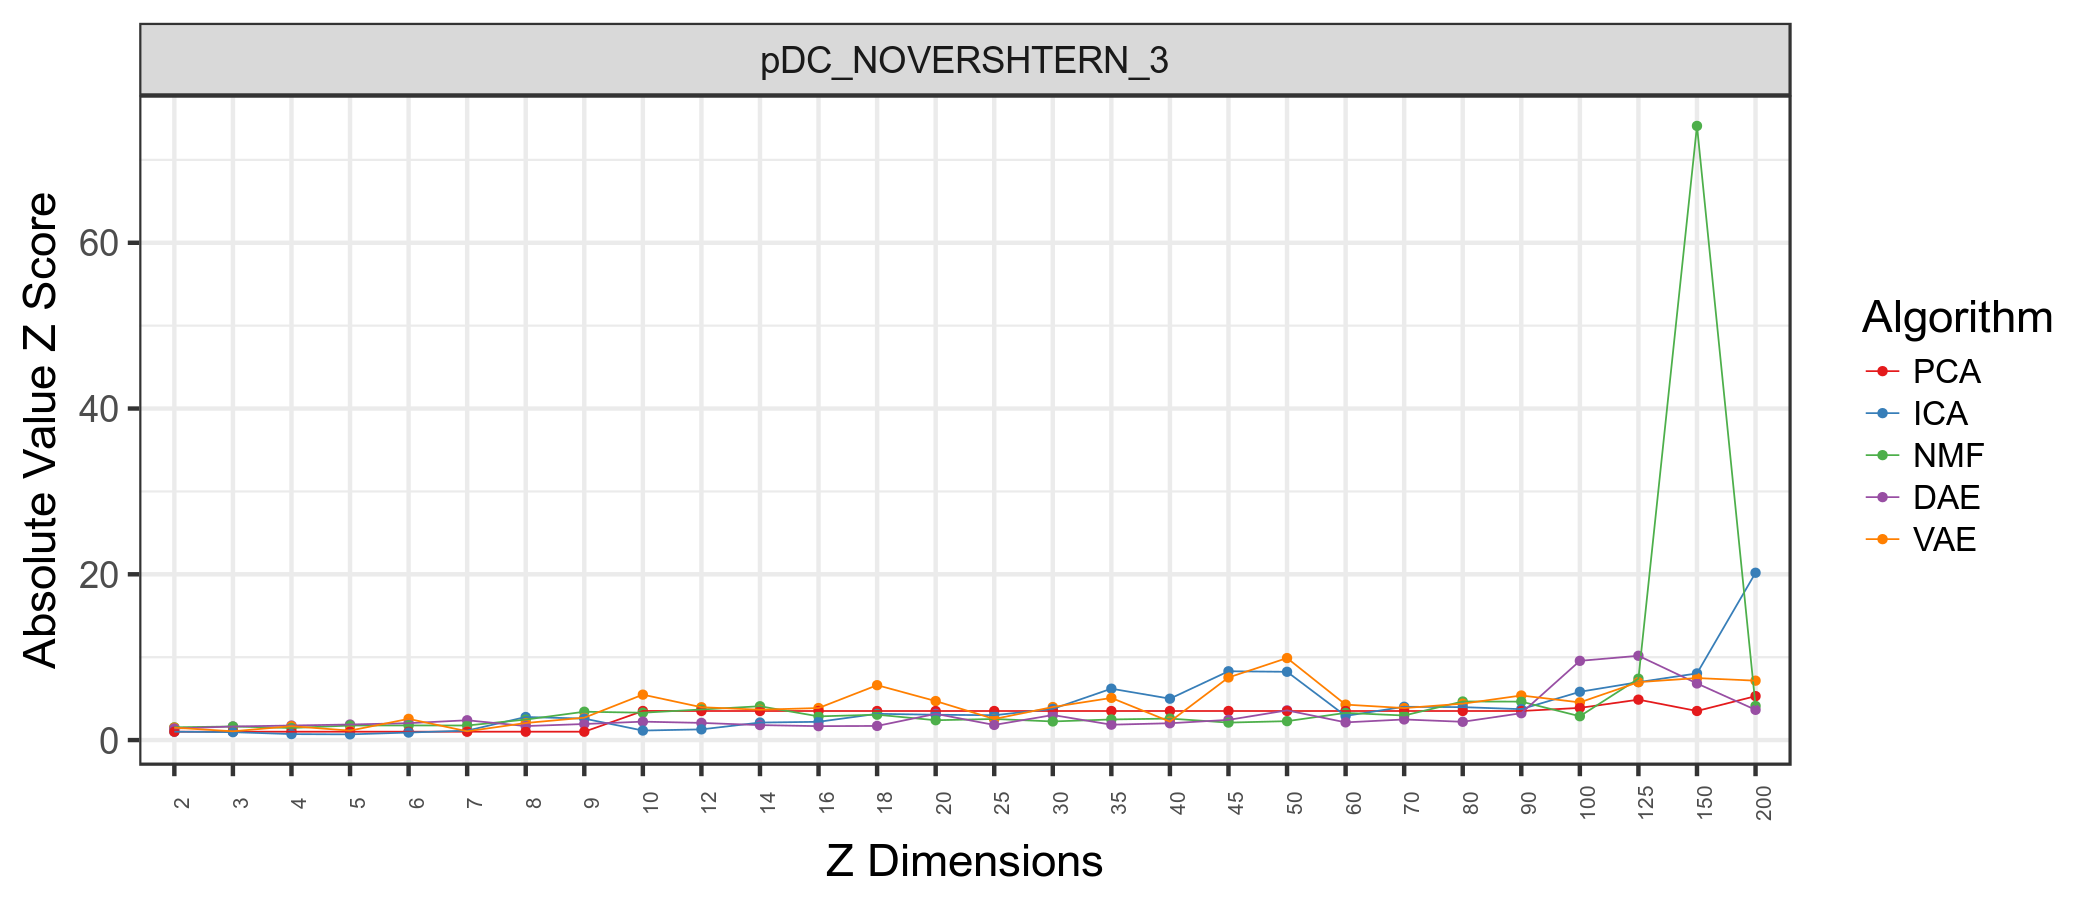 pDC_NOVERSHTERN_3
Absolute Value Z Score
60
40
20
0
2 3 4 5 6 7 8 9 10 12 14 16 18 20 25 30 35 40 45 50 60 70 80 90 100 125 150 200
Z Dimensions
Algorithm
PCA
ICA
NMF
DAE
VAE